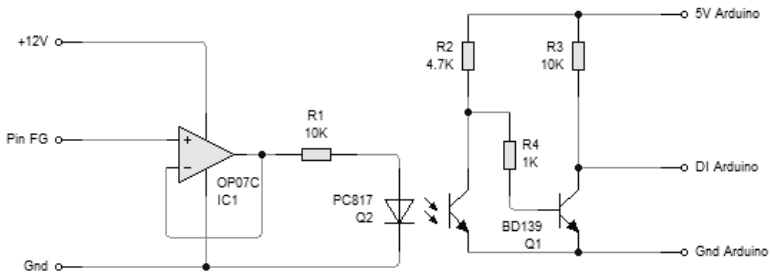 5V Arduino
+12V
R2
4.7K
R3
10K
R1
10K
Pin FG
+
−
R4
1K
DI Arduino
OP07C
IC1
PC817
Q2
BD139
Q1
Gnd
Gnd Arduino